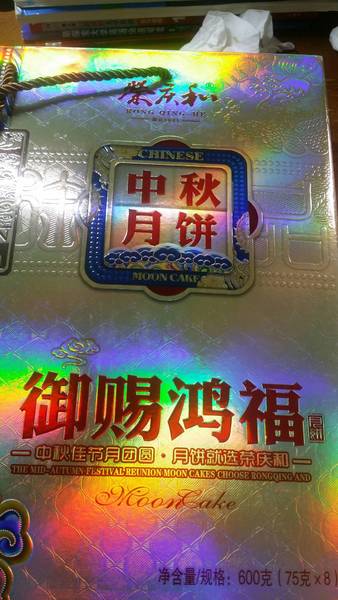 荣庆和
RONG QING HE
CHINESE
中秋
月饼
MOON CAKE
御赐鸿福
中秋佳节月团圆·月饼就选荣庆和
THE MID-AUTUMN FESTIVAL REUNION MOON CAKES CHOOSE RONGQING AND
Moon Cake
净含量/规格：600克（75克×8）